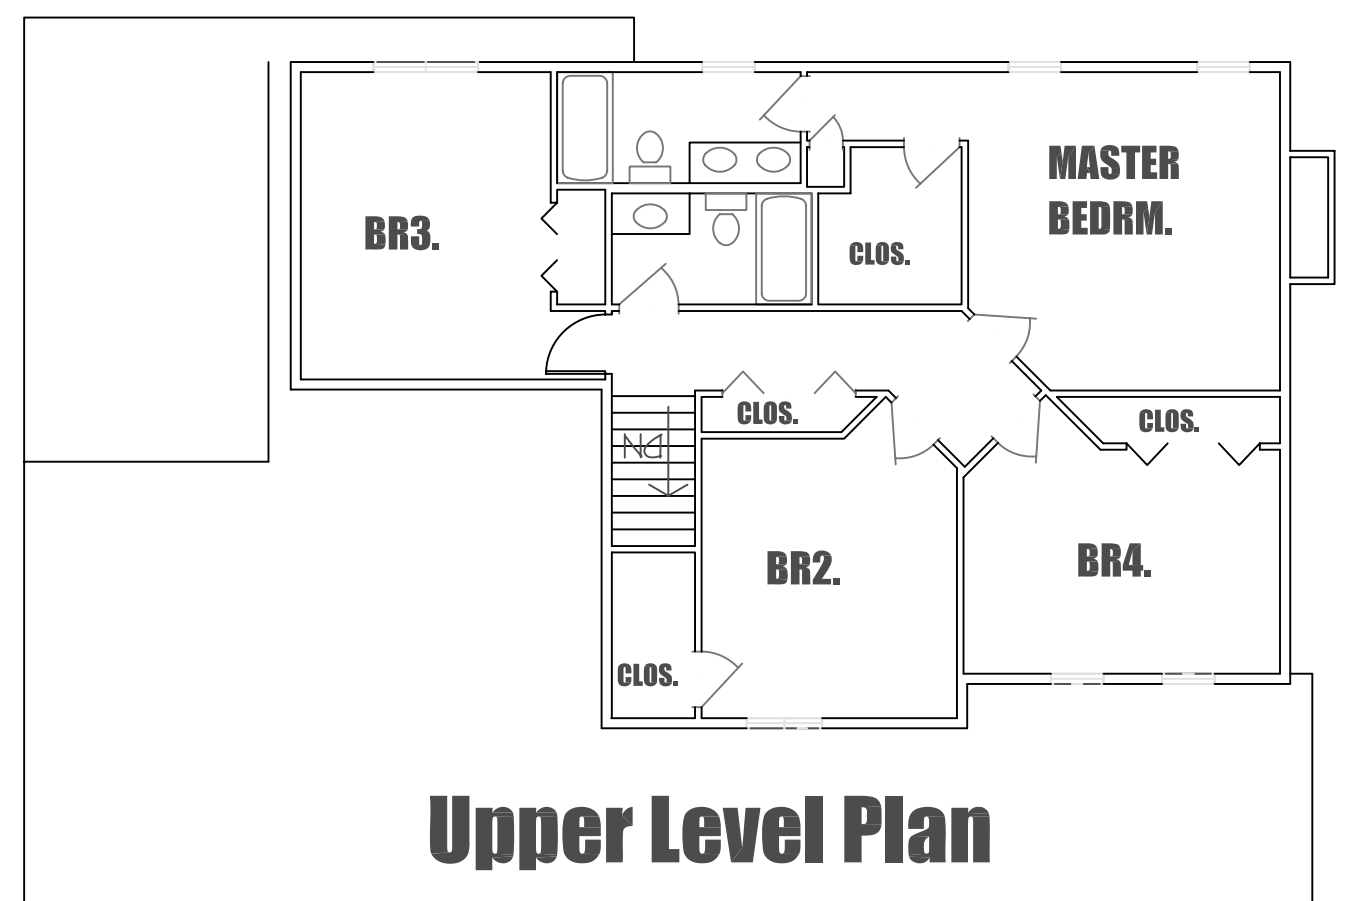 MASTER
BEDRM.
BR3.
CLOS.
CLOS.
CLOS.
DN
BR2.
BR4.
CLOS.
Upper Level Plan